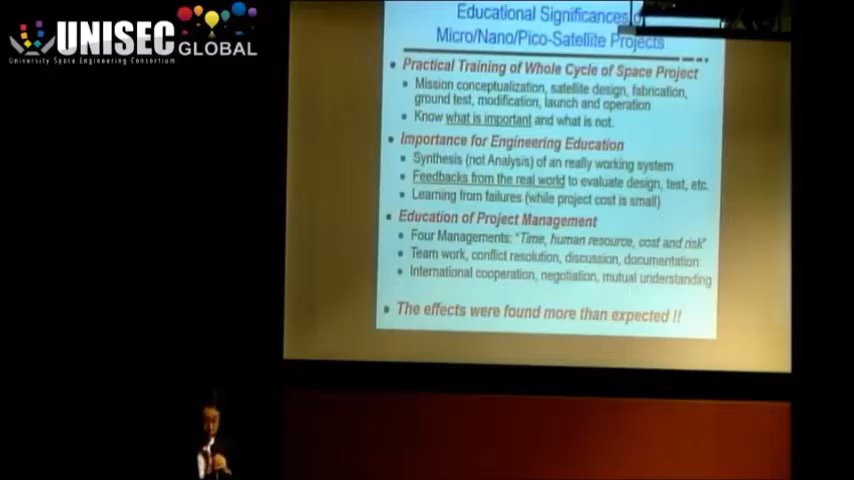 UNISEC
GLOBAL
University Space Engineering Consortium
Educational Significances
Micro/Nano/Pico-Satellite Projects
Practical Training of Whole Cycle of Space Project
Mission conceptualization, satellite design, fabrication,
ground test, modification, launch and operation
Know what is important and what is not.
Importance for Engineering Education
Synthesis (not Analysis) of an really working system
Feedbacks from the real world to evaluate design, test, etc.
Learning from failures (while project cost is small)
Education of Project Management
Four Managements: "Time, human resource, cost and risk"
Team work, conflict resolution, discussion, documentation
International cooperation, negotiation, mutual understanding
The effects were found more than expected !!